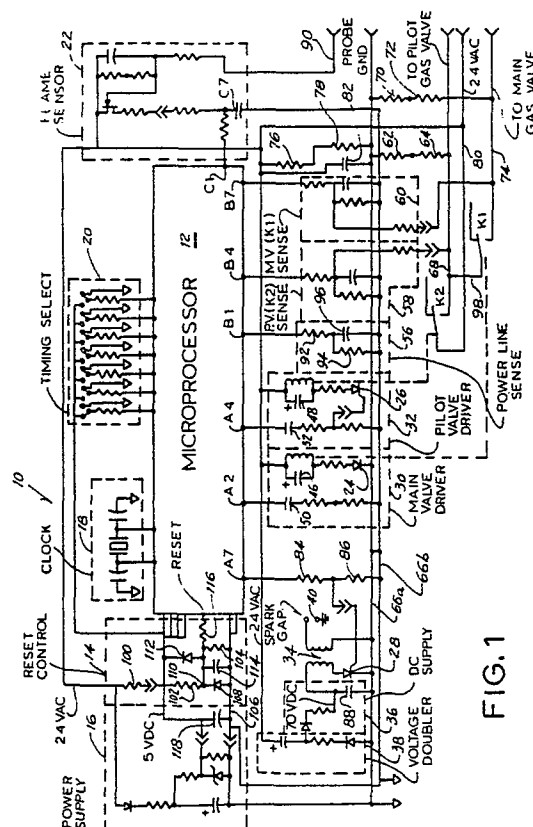 10
CLOCK
18
TIMING SELECT
20
FLAME
SENSOR
22
RESET
CONTROL
14
24 VAC
16
POWER
SUPPLY
100
112
110
102
108
104
114
116
106
118
5 VDC
RESET
MICROPROCESSOR
12
C1
C7
90
PROBE
GND
A7
A2
A4
B1
B4
B7
24 VAC
84
86
SPARK
GAP
40
34
28
70 VDC
88
DC SUPPLY
36
VOLTAGE
DOUBLER
38
50
46
24
30
MAIN VALVE
DRIVER
52
48
26
32
PILOT VALVE
DRIVER
92
94
96
56
POWER LINE
SENSE
P.V.(K2)
SENSE
58
M.V.(K1)
SENSE
60
76
78
82
62
64
70
72
TO PILOT
GAS VALVE
24 VAC
80
74
TO MAIN
GAS VALVE
68
K2
K1
98
66a
66b
FIG.1